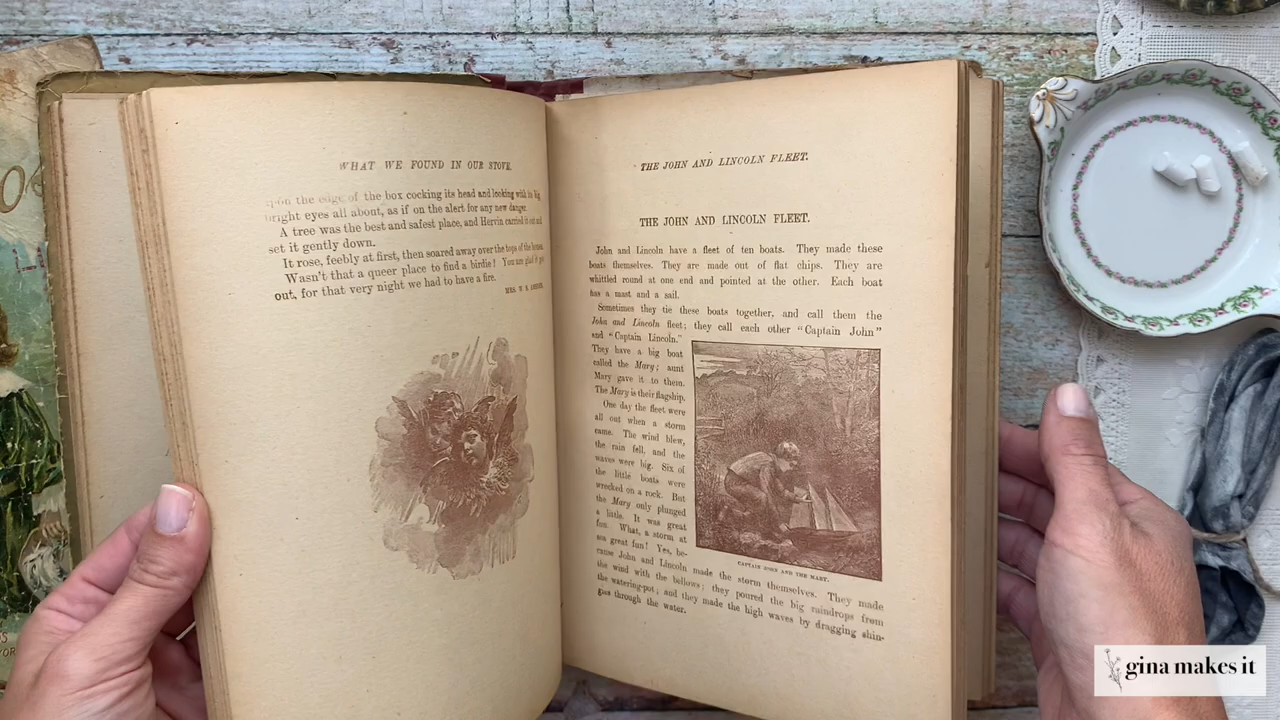 WHAT WE FOUND IN OUR STOVE.
upon the edge of the box cocking its head and looking with its big
bright eyes all about, as if on the alert for any new danger.
A tree was the best and safest place, and Hervin carried it out and
set it gently down.
It rose, feebly at first, then soared away over the tops of the houses.
Wasn't that a queer place to find a birdie? You are glad it got
out, for that very night we had to have a fire.
MRS. W. S.
THE JOHN AND LINCOLN FLEET.
THE JOHN AND LINCOLN FLEET.
John and Lincoln have a fleet of ten boats. They made these
boats themselves. They are made out of flat chips. They are
whittled round at one end and pointed at the other. Each boat
has a mast and a sail.
Sometimes they tie these boats together, and call them the
John and Lincoln fleet; they call each other "Captain John"
and "Captain Lincoln."
They have a big boat
called the Mary; aunt
Mary gave it to them.
The Mary is their flagship.
One day the fleet were
all out when a storm
came. The wind blew,
the rain fell, and the
waves were big. Six of
the little boats were
wrecked on a rock. But
the Mary only plunged
a little. It was great
fun. What, a storm at
sea great fun! Yes, be-
cause John and Lincoln made the storm themselves. They made
the wind with the bellows; they poured the big raindrops from
the watering-pot; and they made the high waves by dragging shin-
gles through the water.
CAPTAIN JOHN AND THE MARY.
gina makes it